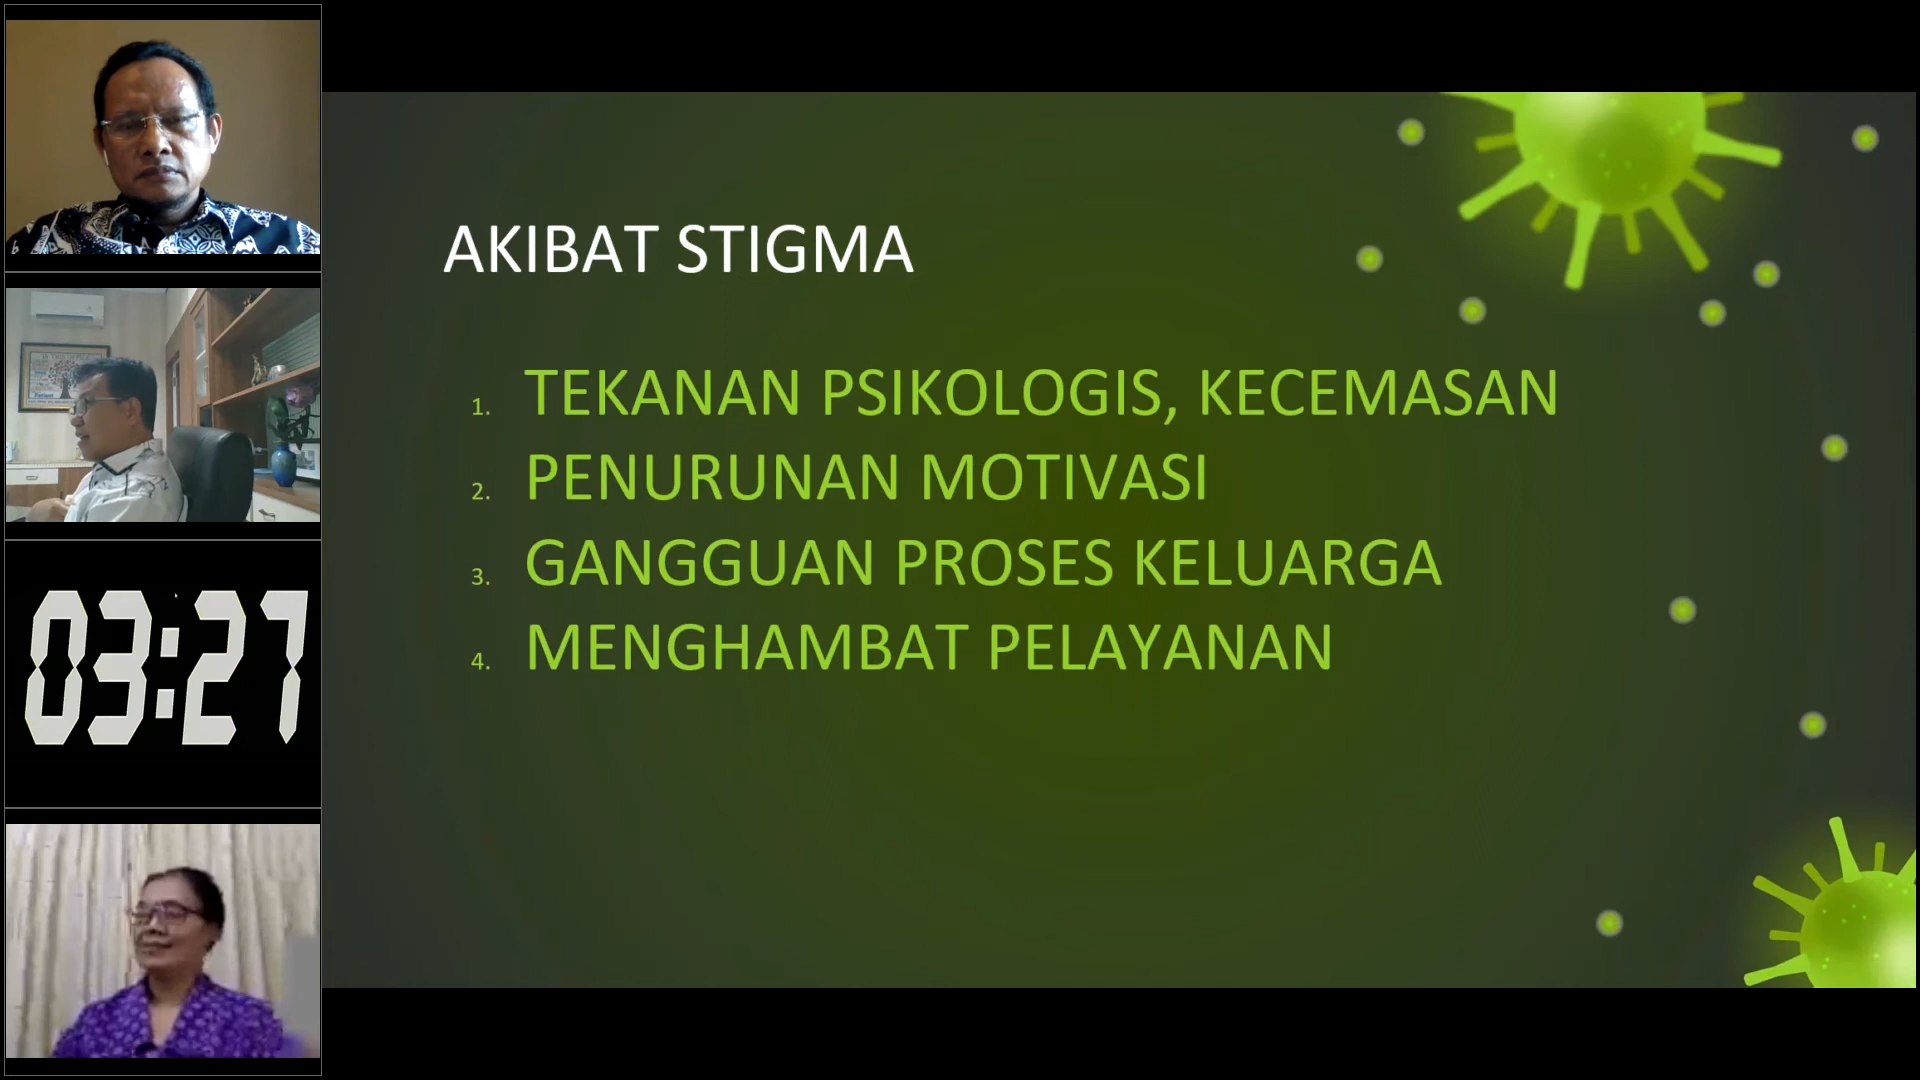 AKIBAT STIGMA
1. TEKANAN PSIKOLOGIS, KECEMASAN
2. PENURUNAN MOTIVASI
3. GANGGUAN PROSES KELUARGA
4. MENGHAMBAT PELAYANAN
03:27